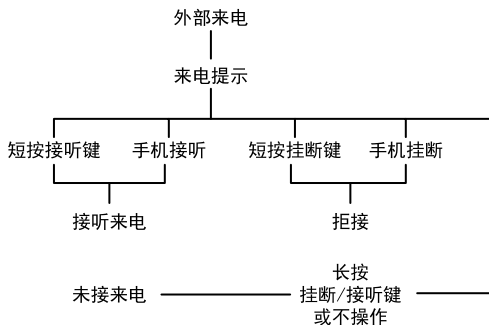 外部来电
来电提示
短按接听键 手机接听 短按挂断键 手机挂断
接听来电 拒接
未接来电 长按
挂断/接听键
或不操作